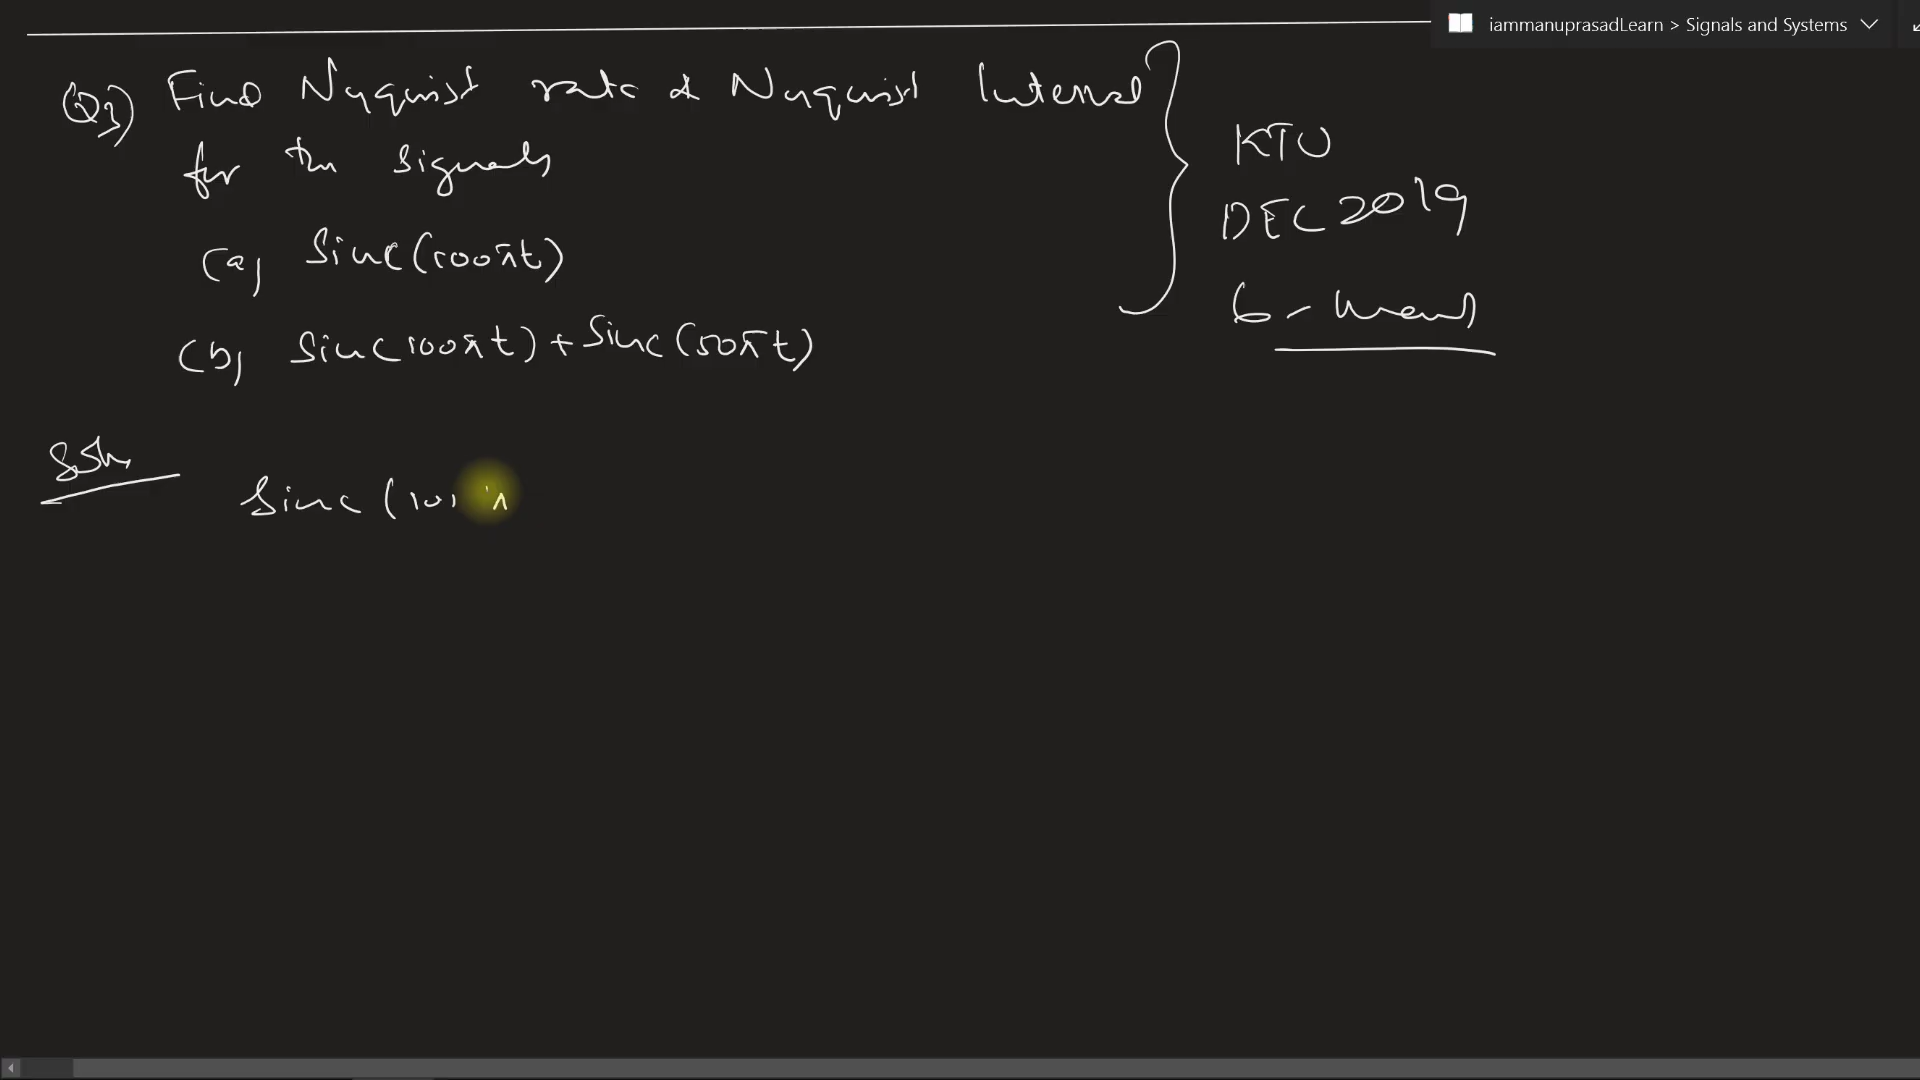 iammanuprasadLearn > Signals and Systems
Q3) Find Nyquist rate & Nyquist Interval
for the signals
(a) Sinc(100πt)
(b) Sinc(100πt) + Sinc(50πt)
KTU
DEC 2019
6 -
Soln
Sinc (10